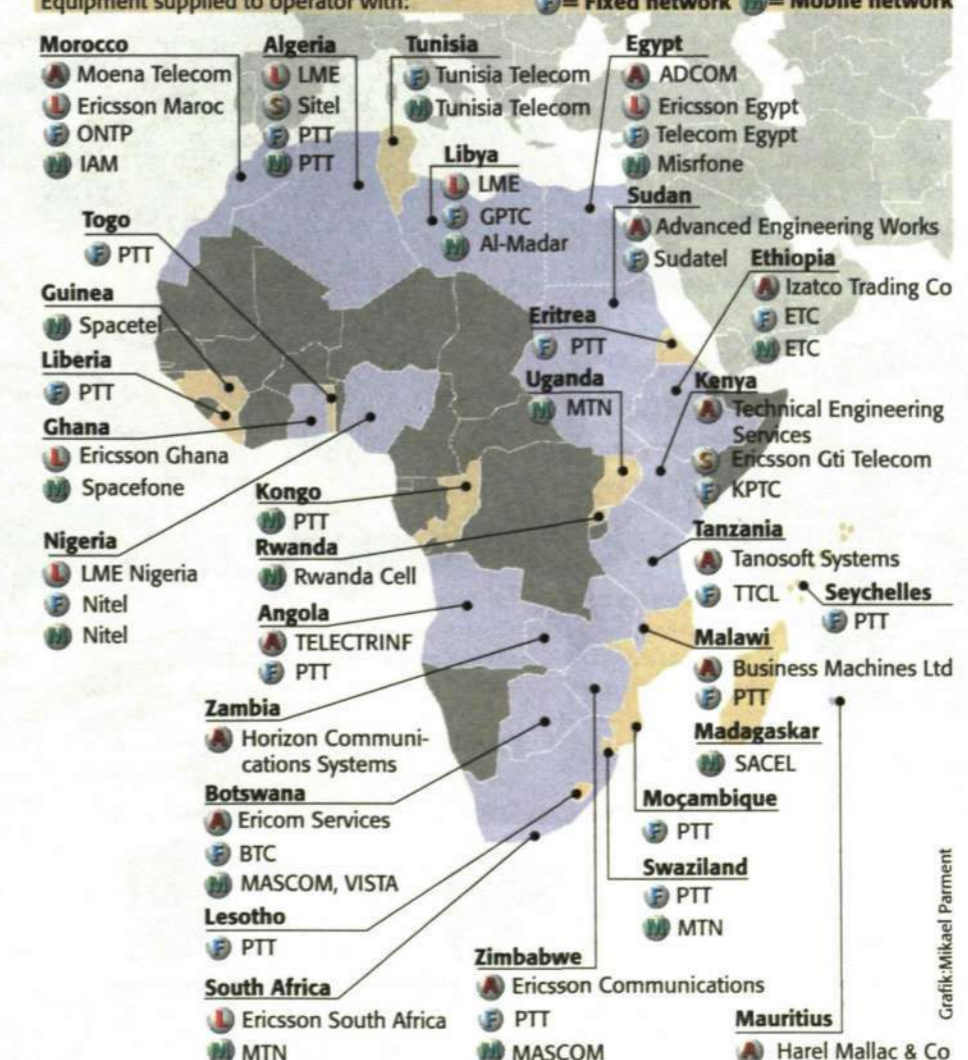 Equipment supplied to operator with: F = Fixed network M = Mobile network
Morocco
A Moena Telecom
L Ericsson Maroc
F ONTP
M IAM
Algeria
L LME
S Sitel
F PTT
M PTT
Tunisia
F Tunisia Telecom
M Tunisia Telecom
Egypt
A ADCOM
L Ericsson Egypt
F Telecom Egypt
M Misrfone
Libya
L LME
F GPTC
M Al-Madar
Sudan
A Advanced Engineering Works
F Sudatel
Togo
F PTT
Ethiopia
A Izatco Trading Co
F ETC
M ETC
Guinea
M Spacetel
Eritrea
F PTT
Liberia
F PTT
Uganda
M MTN
Kenya
A Technical Engineering
Services
S Ericsson Gti Telecom
F KPTC
Ghana
L Ericsson Ghana
M Spacefone
Kongo
M PTT
Rwanda
M Rwanda Cell
Nigeria
L LME Nigeria
F Nitel
M Nitel
Tanzania
A Tanosoft Systems
F TTCL
Seychelles
F PTT
Angola
A TELECTRINF
F PTT
Malawi
A Business Machines Ltd
F PTT
Zambia
A Horizon Communi-
cations Systems
Madagaskar
M SACEL
Botswana
A Ericom Services
F BTC
M MASCOM, VISTA
Moçambique
F PTT
Swaziland
F PTT
M MTN
Lesotho
F PTT
South Africa
L Ericsson South Africa
M MTN
Zimbabwe
A Ericsson Communications
F PTT
M MASCOM
Mauritius
A Harel Mallac & Co
Grafik:Mikael Parment